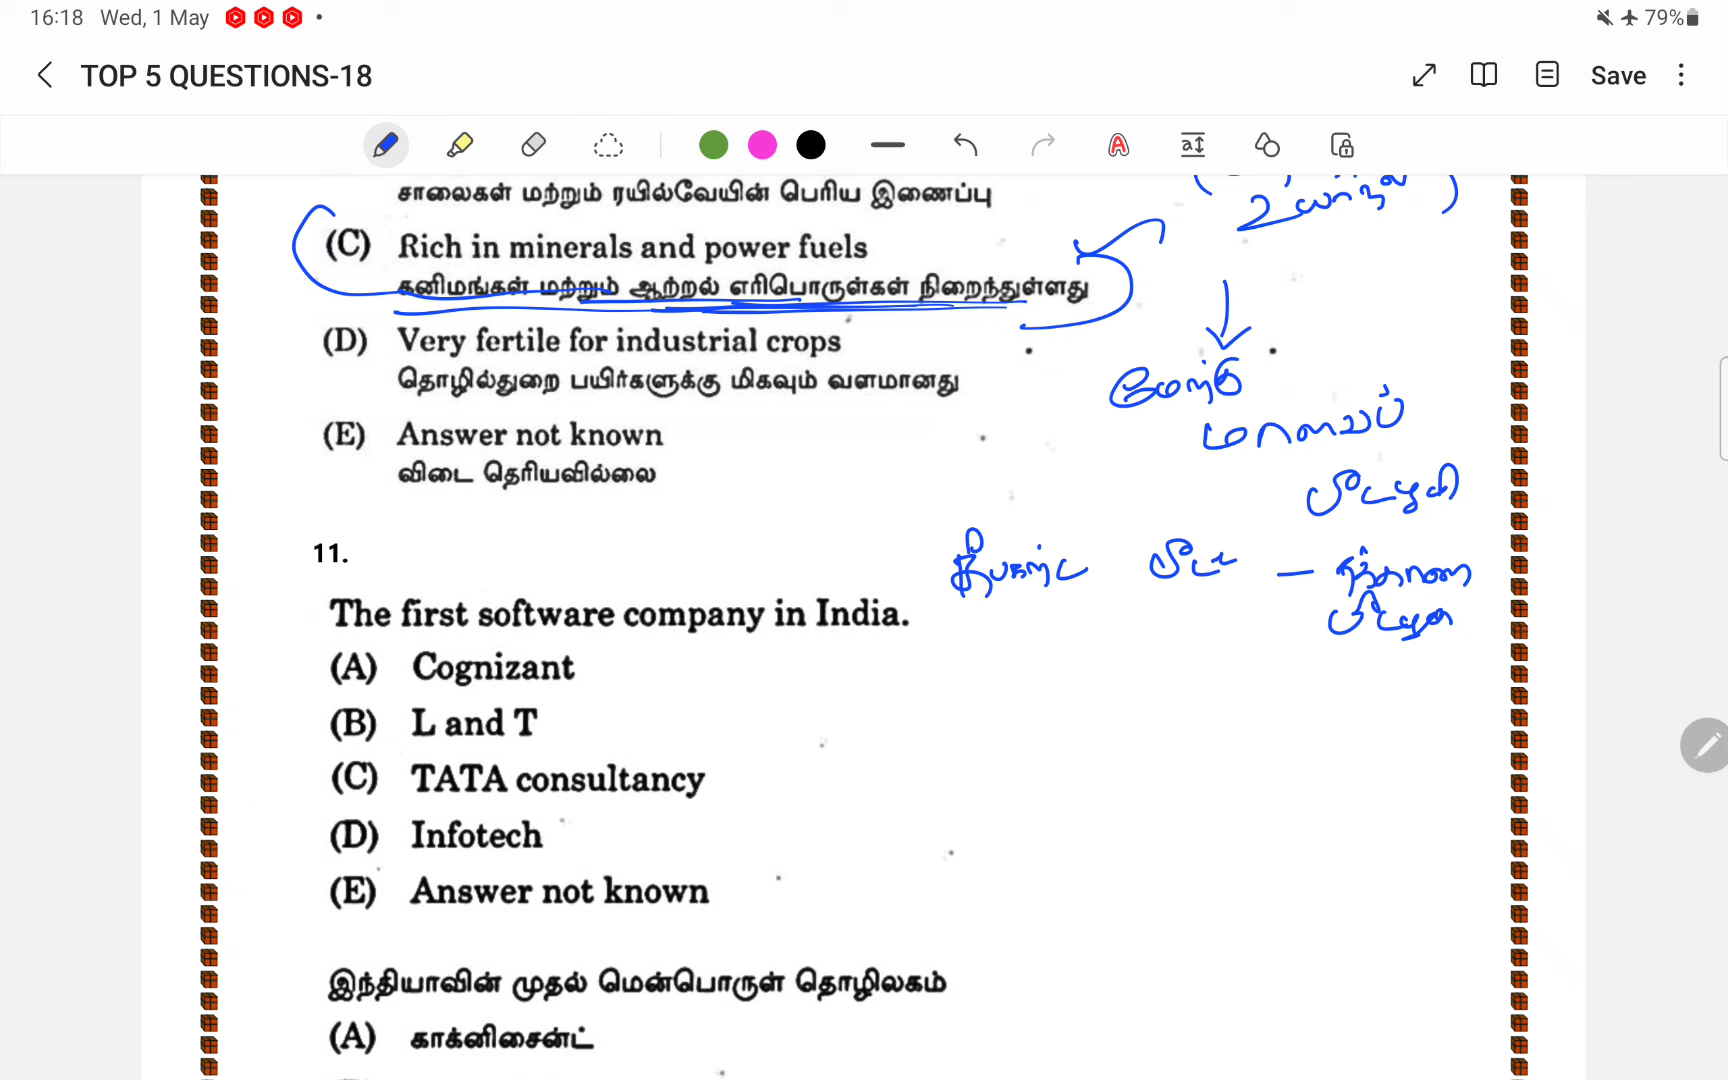 16:18 Wed, 1 May
79%
TOP 5 QUESTIONS-18
Save
சாலைகள் மற்றும் ரயில்வேயின் பெரிய இணைப்பு
(C) Rich in minerals and power fuels
கனிமங்கள் மற்றும் ஆற்றல் எரிபொருள்கள் நிறைந்துள்ளது
(D) Very fertile for industrial crops
தொழில்துறை பயிர்களுக்கு மிகவும் வளமானது
(E) Answer not known
விடை தெரியவில்லை
11.
The first software company in India.
(A) Cognizant
(B) L and T
(C) TATA consultancy
(D) Infotech
(E) Answer not known
இந்தியாவின் முதல் மென்பொருள் தொழிலகம்
(A) காக்னிசைன்ட்